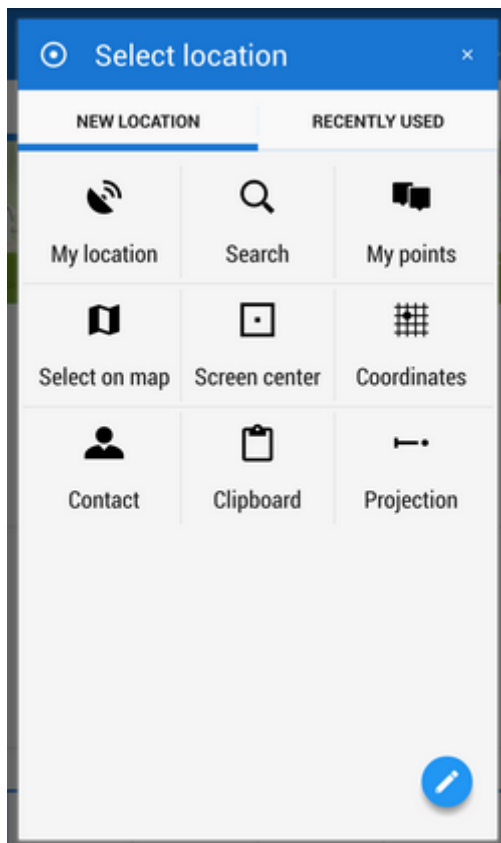 Select location
NEW LOCATION RECENTLY USED
My location Search My points
Select on map Screen center Coordinates
Contact Clipboard Projection